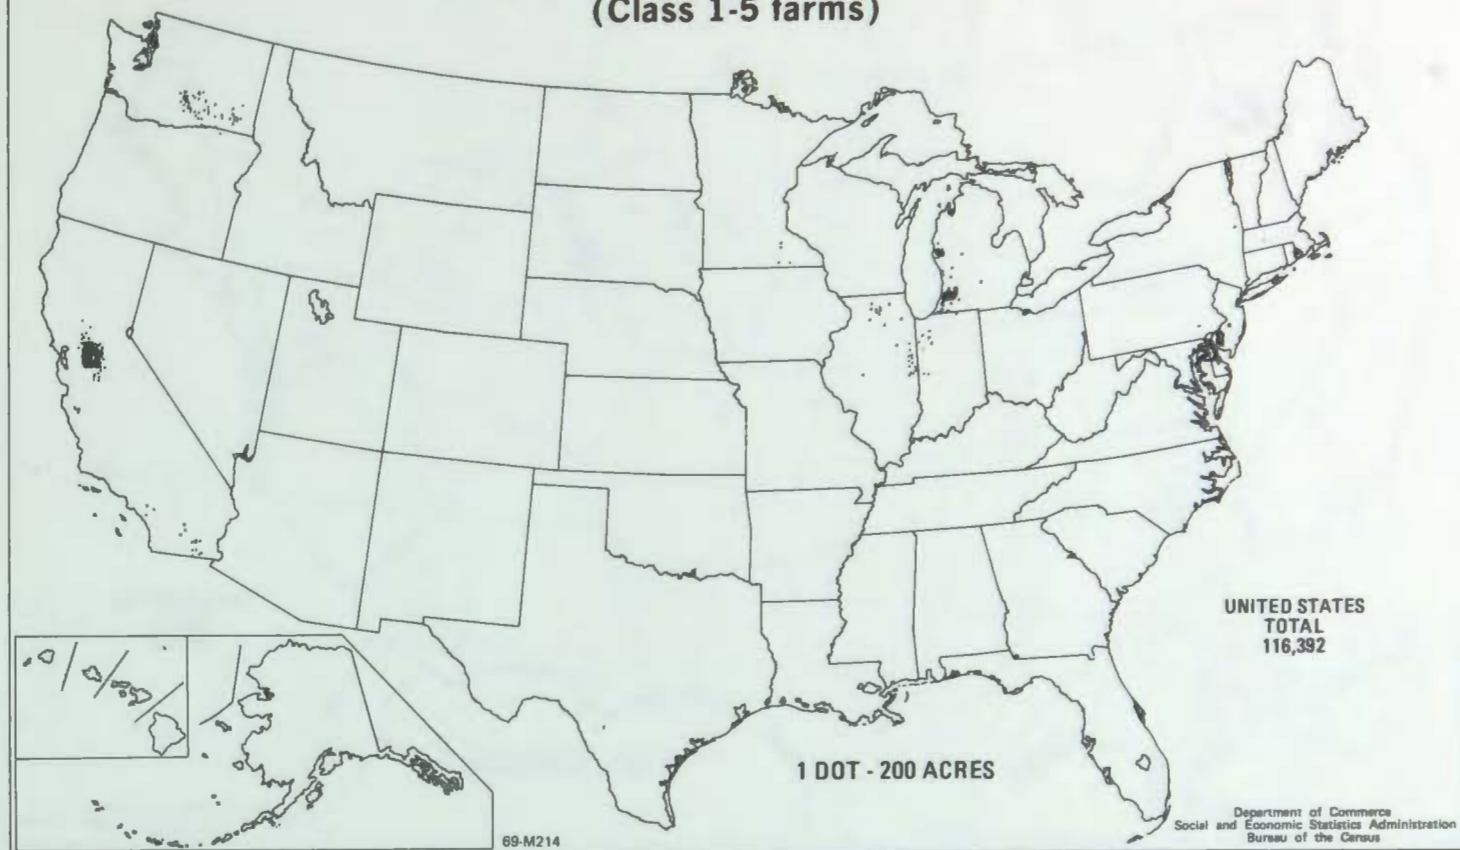 (Class 1-5 farms)
UNITED STATES
TOTAL
116,392
1 DOT - 200 ACRES
69-M214
Department of Commerce
Social and Economic Statistics Administration
Bureau of the Census